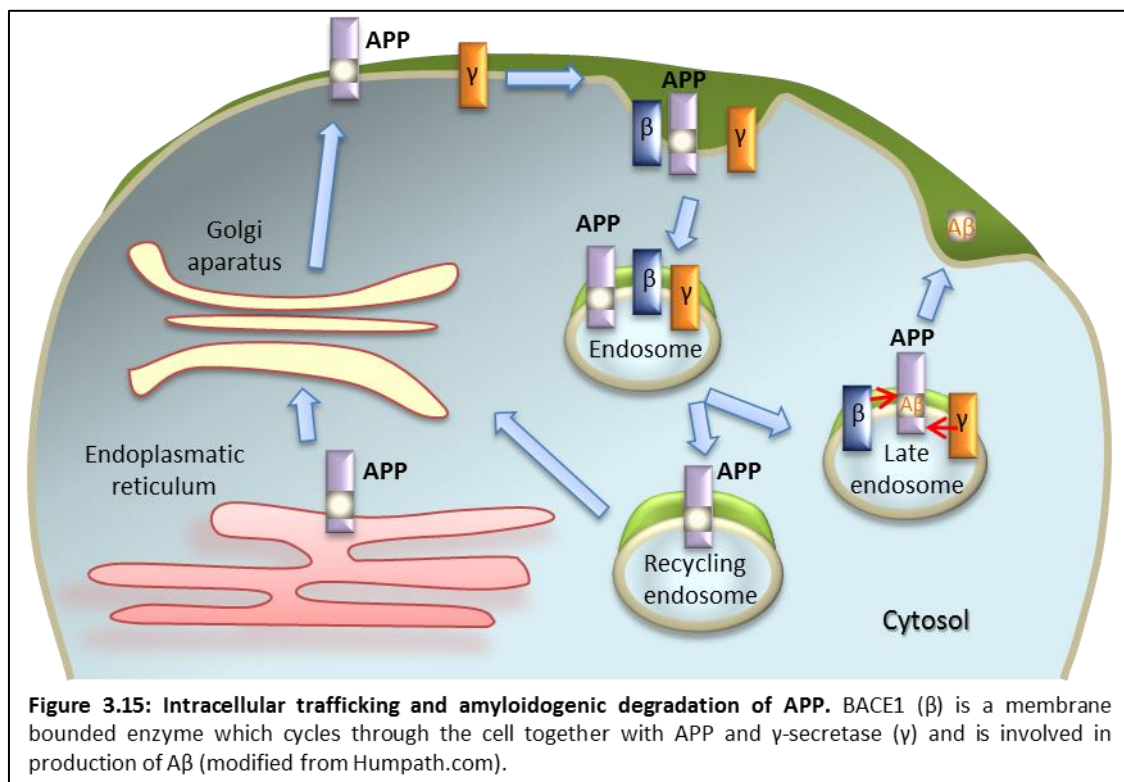 APP
γ
APP
β
γ
Golgi
apparatus
APP
β
γ
Endosome
Aβ
APP
β
Aβ
γ
Late
endosome
Endoplasmatic
reticulum
APP
APP
Recycling
endosome
Cytosol
Figure 3.15: Intracellular trafficking and amyloidogenic degradation of APP. BACE1 (β) is a membrane
bounded enzyme which cycles through the cell together with APP and γ-secretase (γ) and is involved in
production of Aβ (modified from Humpath.com).